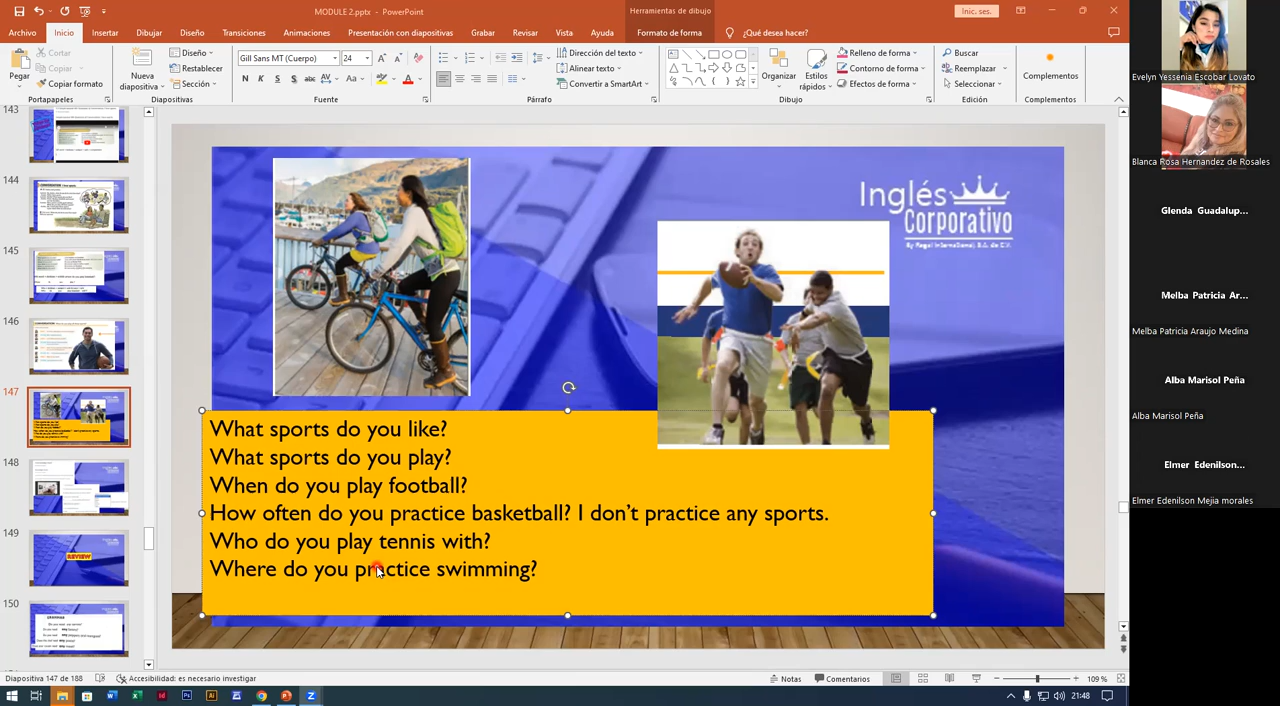 MODULE 2.pptx - PowerPoint
Herramientas de dibujo
Inic. ses.
Archivo Inicio Insertar Dibujar Diseño Transiciones Animaciones Presentación con diapositivas Grabar Revisar Vista Ayuda Formato de forma ¿Qué desea hacer?
Pegar
Cortar
Copiar
Copiar formato
Portapapeles
Nueva diapositiva
Diseño
Restablecer
Sección
Diapositivas
Gill Sans MT (Cuerpo) 24
N K S S abc AV Aa A
Fuente
Párrafo
Dirección del texto
Alinear texto
Convertir a SmartArt
Organizar
Estilos rápidos
Relleno de forma
Contorno de forma
Efectos de forma
Dibujo
Buscar
Reemplazar
Seleccionar
Edición
Complementos
Complementos
143
144
145
146
147
148
149
REVIEW
150
Inglés
Corporativo
By Regal International S.A. de C.V.
What sports do you like?
What sports do you play?
When do you play football?
How often do you practice basketball? I don’t practice any sports.
Who do you play tennis with?
Where do you practice swimming?
Evelyn Yessenia Escobar Lovato
Blanca Rosa Hernandez de Rosales
Glenda Guadalup...
Melba Patricia Ar...
Melba Patricia Araujo Medina
Alba Marisol Peña
Alba Marisol Peña
Elmer Edenilson...
Elmer Edenilson Mejia morales
Diapositiva 147 de 188
Accesibilidad: es necesario investigar
Notas
Comentarios
109 %
21:48